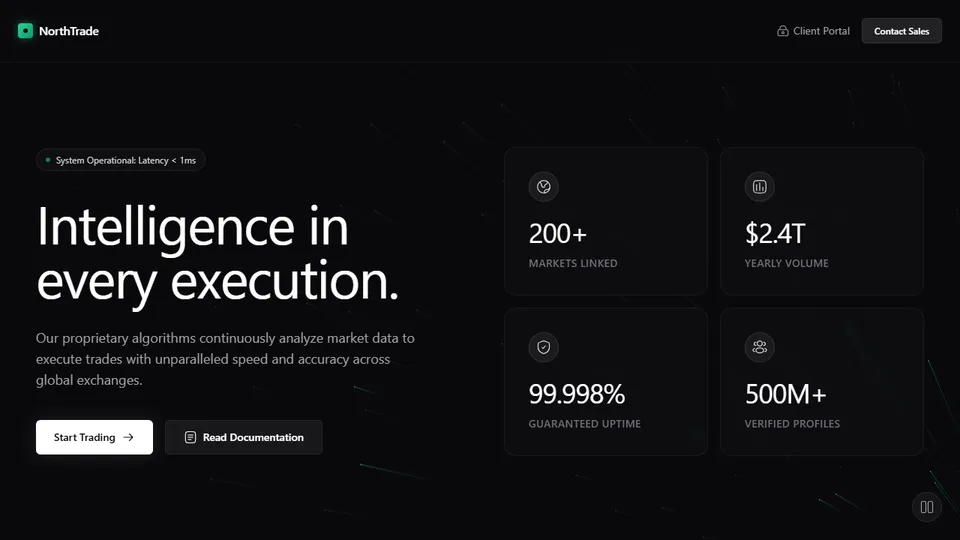 NorthTrade
Client Portal
Contact Sales
System Operational: Latency < 1ms
Intelligence in
every execution.
Our proprietary algorithms continuously analyze market data to
execute trades with unparalleled speed and accuracy across
global exchanges.
Start Trading
Read Documentation
200+
MARKETS LINKED
$2.4T
YEARLY VOLUME
99.998%
GUARANTEED UPTIME
500M+
VERIFIED PROFILES